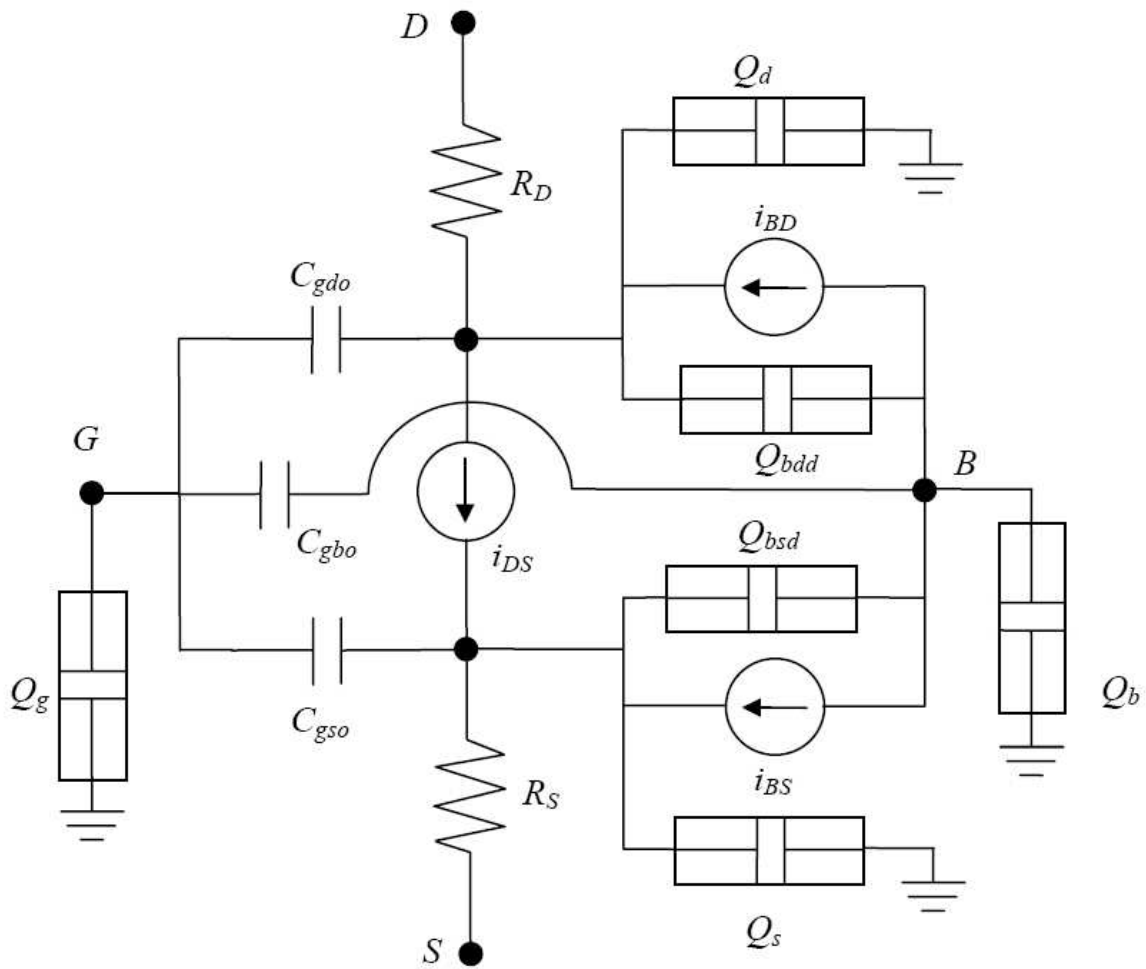 D
Q_d
R_D
i_BD
C_gdo
G
Q_bdd
B
C_gbo
i_DS
Q_bsd
Q_g
C_gso
Q_b
R_S
i_BS
S
Q_s